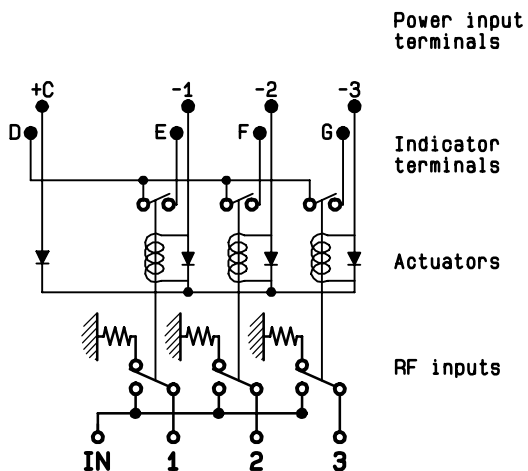 Power input
terminals
+C -1 -2 -3
D E F G
Indicator
terminals
Actuators
RF inputs
IN 1 2 3